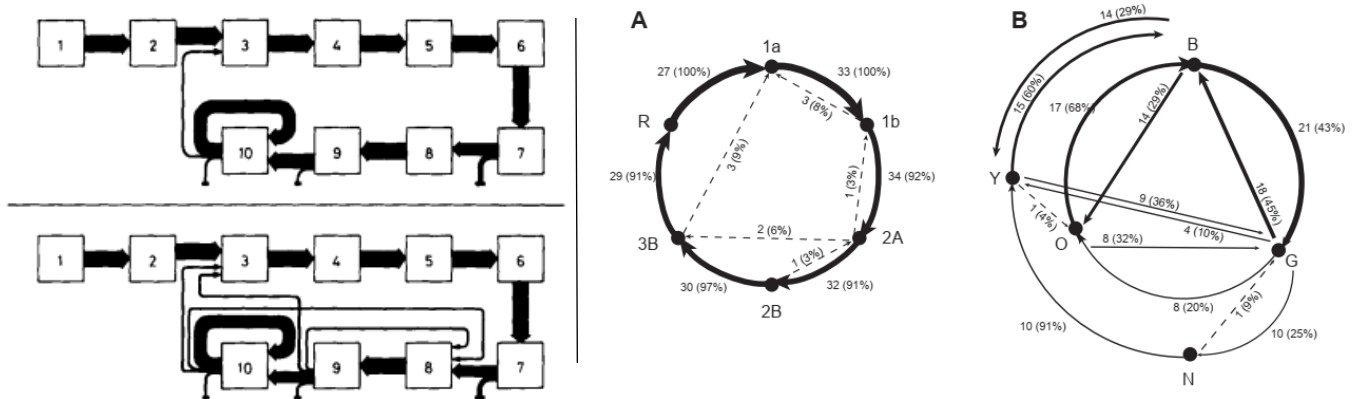 1 2 3 4 5 6
10 9 8 7
1 2 3 4 5 6
10 9 8 7
A
1a
27 (100%)
33 (100%)
3 (8%)
R
1b
3 (9%)
1 (3%)
29 (91%)
34 (92%)
2 (6%)
3B
2A
1 (3%)
30 (97%)
32 (91%)
2B
B
14 (29%)
B
15 (60%)
17 (68%)
14 (29%)
21 (43%)
Y
9 (36%)
18 (45%)
1 (4%)
4 (10%)
O
8 (32%)
G
8 (20%)
1 (9%)
10 (91%)
10 (25%)
N